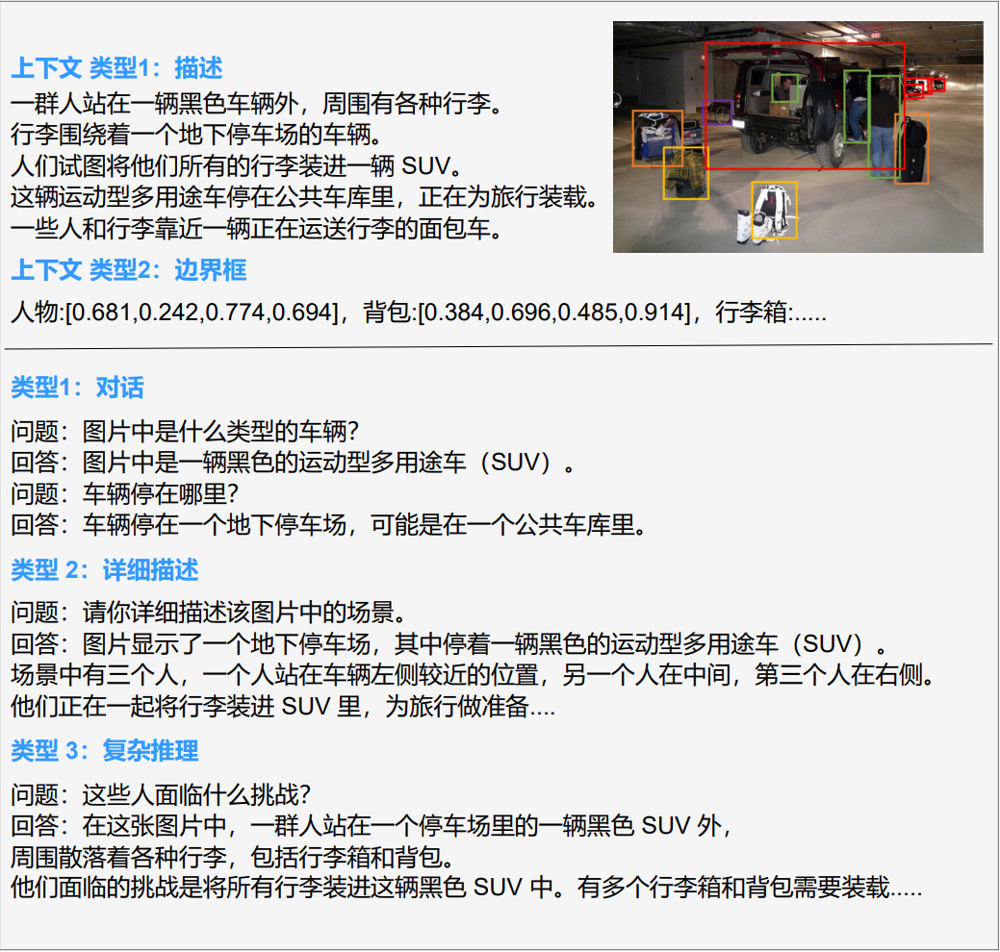 上下文 类型1：描述
一群人站在一辆黑色车辆外，周围有各种行李。
行李围绕着一个地下停车场的车辆。
人们试图将他们所有的行李装进一辆 SUV。
这辆运动型多用途车停在公共车库里，正在为旅行装载。
一些人和行李靠近一辆正在运送行李的面包车。
上下文 类型2：边界框
人物:[0.681,0.242,0.774,0.694]，背包:[0.384,0.696,0.485,0.914]，行李箱:.....
类型1：对话
问题：图片中是什么类型的车辆？
回答：图片中是一辆黑色的运动型多用途车（SUV）。
问题：车辆停在哪里？
回答：车辆停在一个地下停车场，可能是在一个公共车库里。
类型 2：详细描述
问题：请你详细描述该图片中的场景。
回答：图片显示了一个地下停车场，其中停着一辆黑色的运动型多用途车（SUV）。
场景中有三个人，一个人站在车辆左侧较近的位置，另一个人在中间，第三个人在右侧。
他们正在一起将行李装进 SUV 里，为旅行做准备....
类型 3：复杂推理
问题：这些人面临什么挑战？
回答：在这张图片中，一群人站在一个停车场里的一辆黑色 SUV 外，
周围散落着各种行李，包括行李箱和背包。
他们面临的挑战是将所有行李装进这辆黑色 SUV 中。有多个行李箱和背包需要装载.....